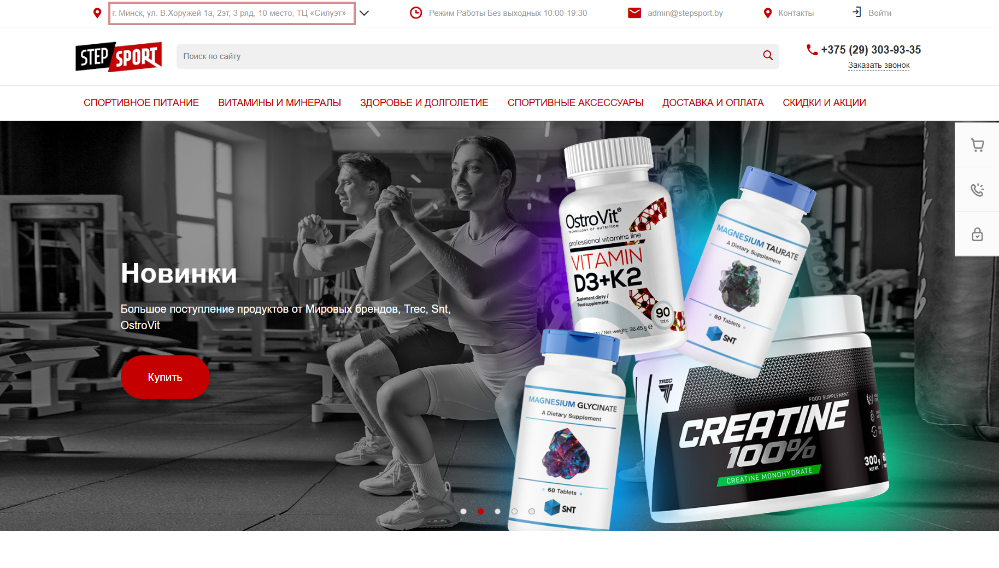 г. Минск, ул. В.Хоружей 1а, 2эт, 3 ряд, 10 место, ТЦ «Силуэт»
Режим Работы Без выходных 10:00-19:30
admin@stepsport.by
Контакты
Войти
STEP SPORT
Поиск по сайту
+375 (29) 303-93-35
Заказать звонок
СПОРТИВНОЕ ПИТАНИЕ
ВИТАМИНЫ И МИНЕРАЛЫ
ЗДОРОВЬЕ И ДОЛГОЛЕТИЕ
СПОРТИВНЫЕ АКСЕССУАРЫ
ДОСТАВКА И ОПЛАТА
СКИДКИ И АКЦИИ
Новинки
Большое поступление продуктов от Мировых брендов, Trec, Snt,
OstroVit
Купить
OstroVit®
TECHNOLOGY OF NUTRITION
professional vitamins line
VITAMIN
D3+K2
Suplement diety /
Food supplement
90
tabs
/ Net weight: 36.45 g e
MAGNESIUM TAURATE
A Dietary Supplement
60 Tablets
SNT
MAGNESIUM GLYCINATE
A Dietary Supplement
60 Tablets
SNT
TREC
FOOD SUPPLEMENT
CREATINE
100%
CREATINE MONOHYDRATE
300 g
NET WT.